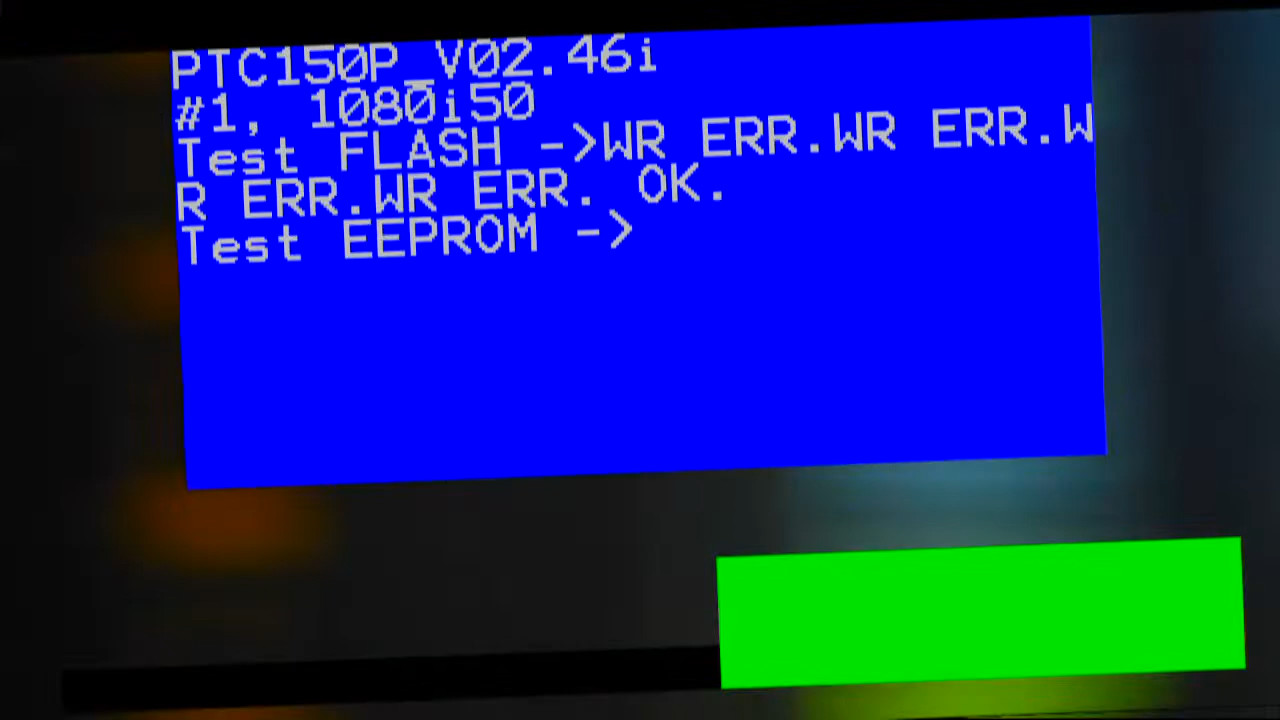 PTC150P_V02.46i
#1, 1080i50
Test FLASH ->WR ERR.WR ERR.W
R ERR.WR ERR. OK.
Test EEPROM ->